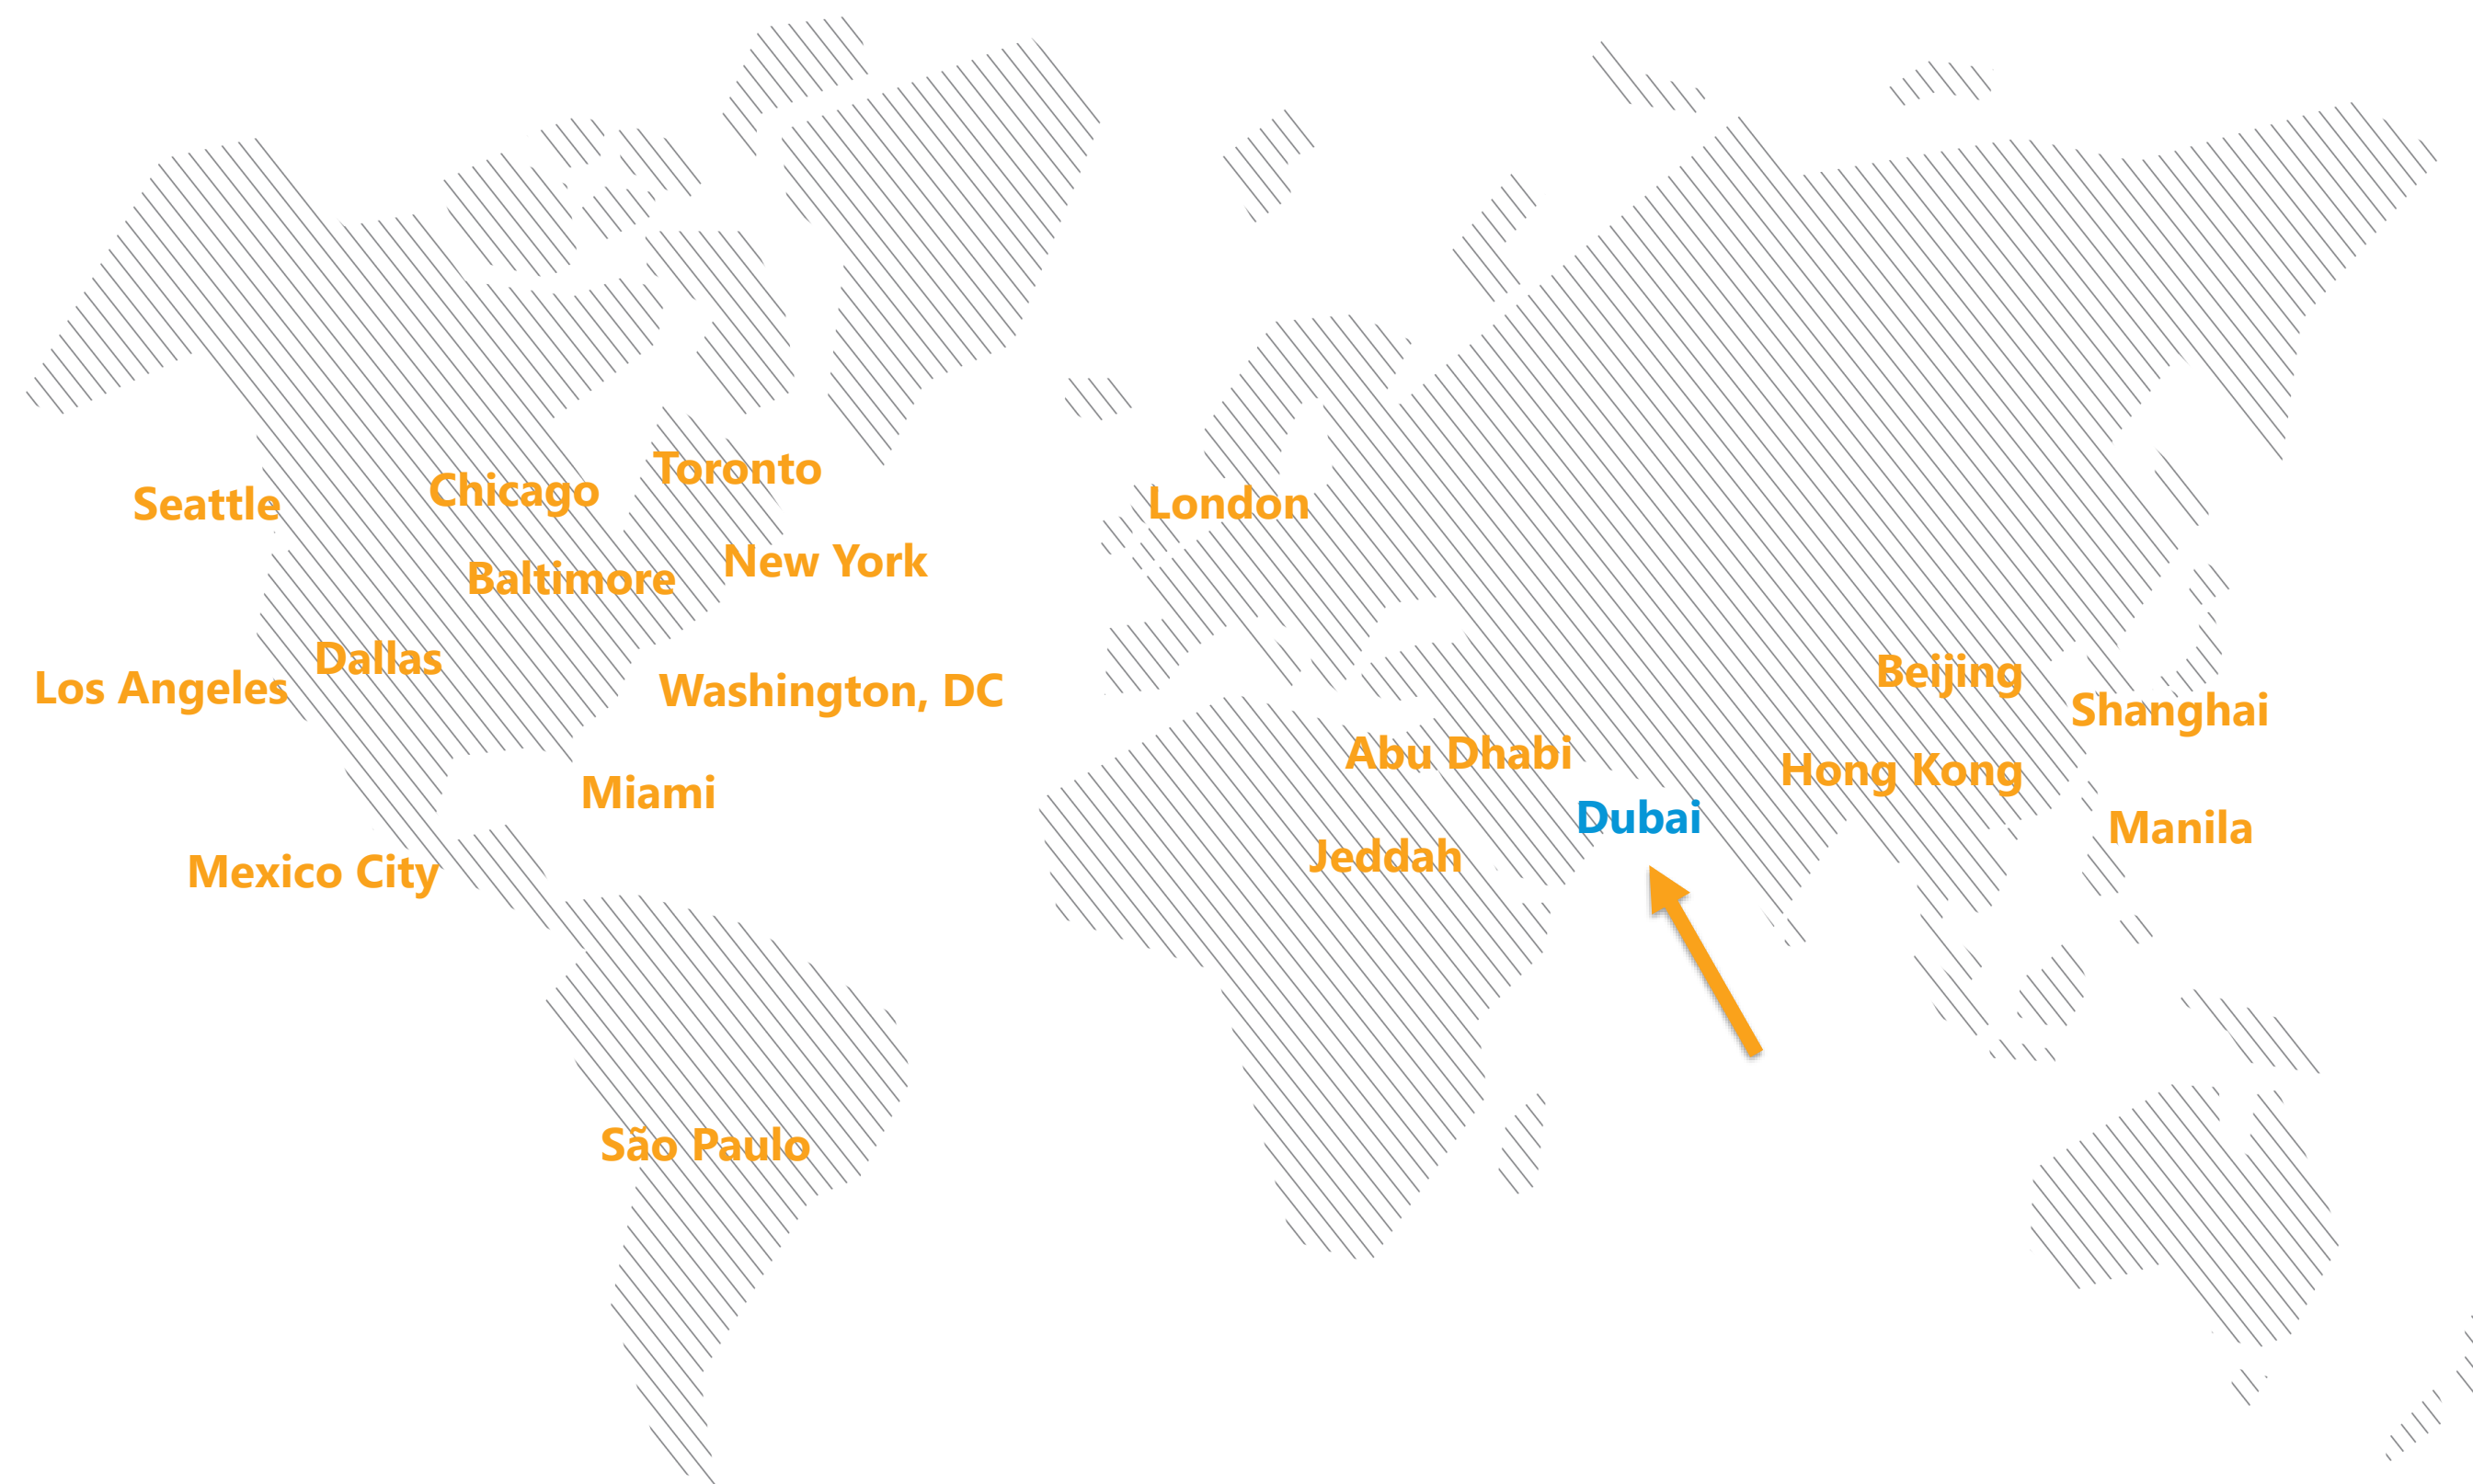 Toronto
Chicago
Seattle
London
New York
Baltimore
Dallas
Beijing
Los Angeles
Washington, DC
Shanghai
Abu Dhabi
Hong Kong
Miami
Dubai
Manila
Jeddah
Mexico City
São Paulo